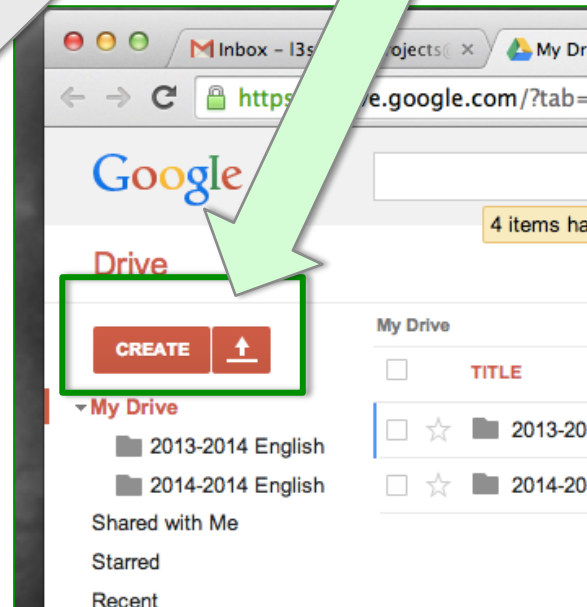 Inbox – l3s ojects@ My Dr
https e.google.com/?tab=
Google
4 items ha
Drive
CREATE
My Drive
TITLE
My Drive
2013-2014 English
2013-20
2014-2014 English
2014-20
Shared with Me
Starred
Recent